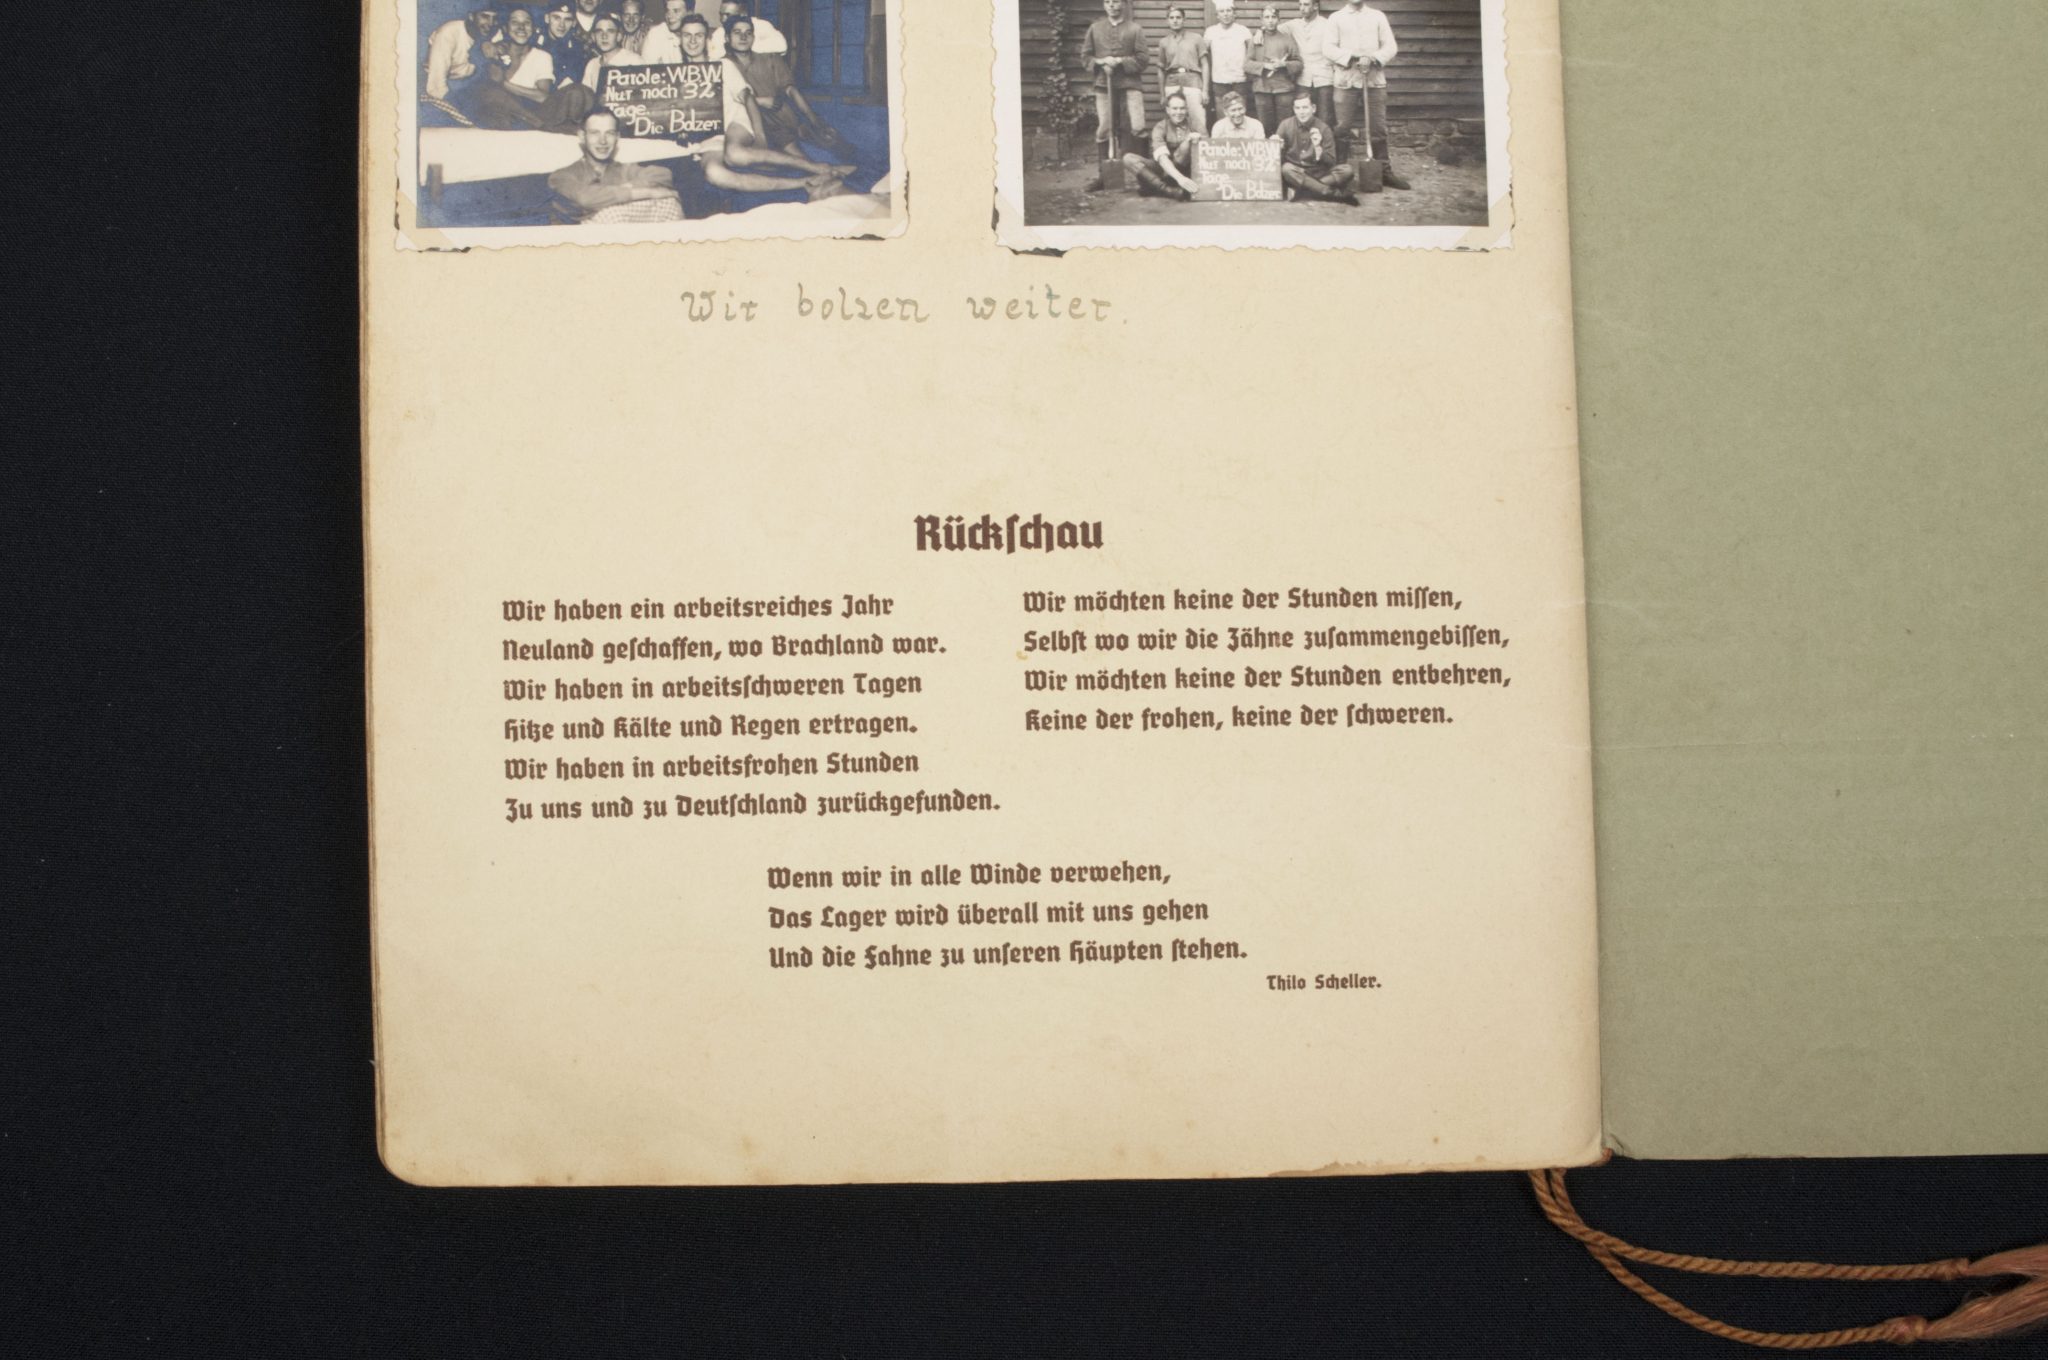 Parole: W.B.W
Nur noch 32
Tage.
Die Bolzer
Parole: W.B.W
Nur noch 32
Tage
Die Bolzer
Wir bolzen weiter.
Rückſchau
Wir haben ein arbeitsreiches Jahr
Neuland geſchaffen, wo Brachland war.
Wir haben in arbeitsſchweren Tagen
Hitze und Kälte und Regen ertragen.
Wir haben in arbeitsfrohen Stunden
Zu uns und zu Deutſchland zurückgefunden.
Wir möchten keine der Stunden miſſen,
Selbſt wo wir die Zähne zuſammengebiſſen,
Wir möchten keine der Stunden entbehren,
Keine der frohen, keine der ſchweren.
Wenn wir in alle Winde verwehen,
Das Lager wird überall mit uns gehen
Und die Fahne zu unſeren Häupten ſtehen.
Thilo Scheller.